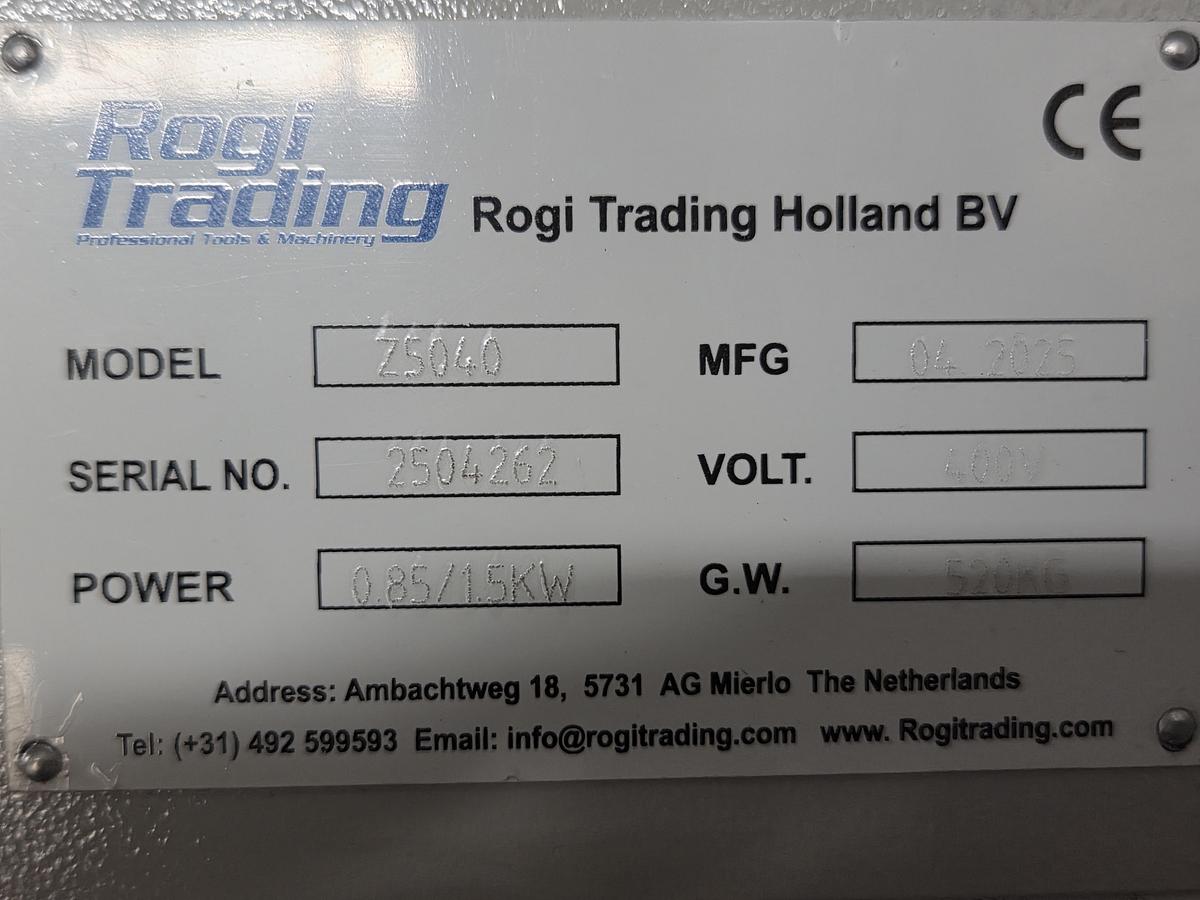 CE
Rogi
Trading
Professional Tools & Machinery
Rogi Trading Holland BV
MODEL Z5040 MFG 04.2025
SERIAL NO. 2504262 VOLT. 400V
POWER 0.85/1.5KW G.W. 520KG
Address: Ambachtweg 18, 5731 AG Mierlo The Netherlands
Tel: (+31) 492 599593 Email: info@rogitrading.com www. Rogitrading.com